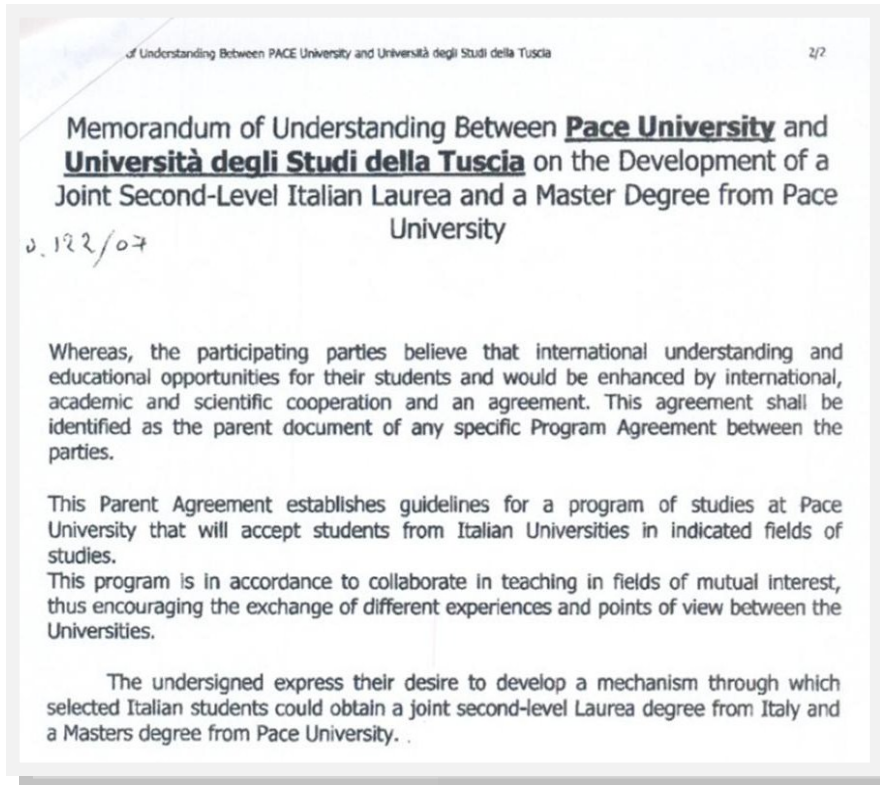 of Understanding Between PACE University and Università degli Studi della Tuscia 2/2
Memorandum of Understanding Between Pace University and
Università degli Studi della Tuscia on the Development of a
Joint Second-Level Italian Laurea and a Master Degree from Pace
University
122/07
Whereas, the participating parties believe that international understanding and
educational opportunities for their students and would be enhanced by international,
academic and scientific cooperation and an agreement. This agreement shall be
identified as the parent document of any specific Program Agreement between the
parties.
This Parent Agreement establishes guidelines for a program of studies at Pace
University that will accept students from Italian Universities in indicated fields of
studies.
This program is in accordance to collaborate in teaching in fields of mutual interest,
thus encouraging the exchange of different experiences and points of view between the
Universities.
The undersigned express their desire to develop a mechanism through which
selected Italian students could obtain a joint second-level Laurea degree from Italy and
a Masters degree from Pace University. .